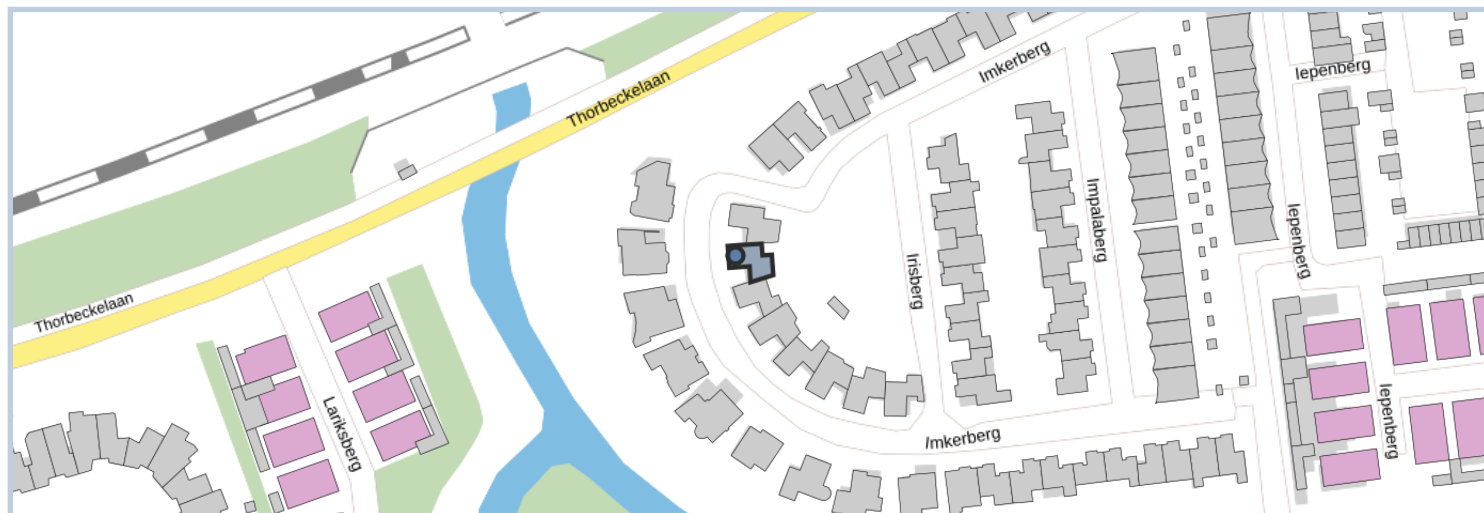 Imkerberg
Iepenberg
Thorbeckelaan
Impalaberg
Iepenberg
Irisberg
Thorbeckelaan
Lariksberg
Imkerberg
Iepenberg